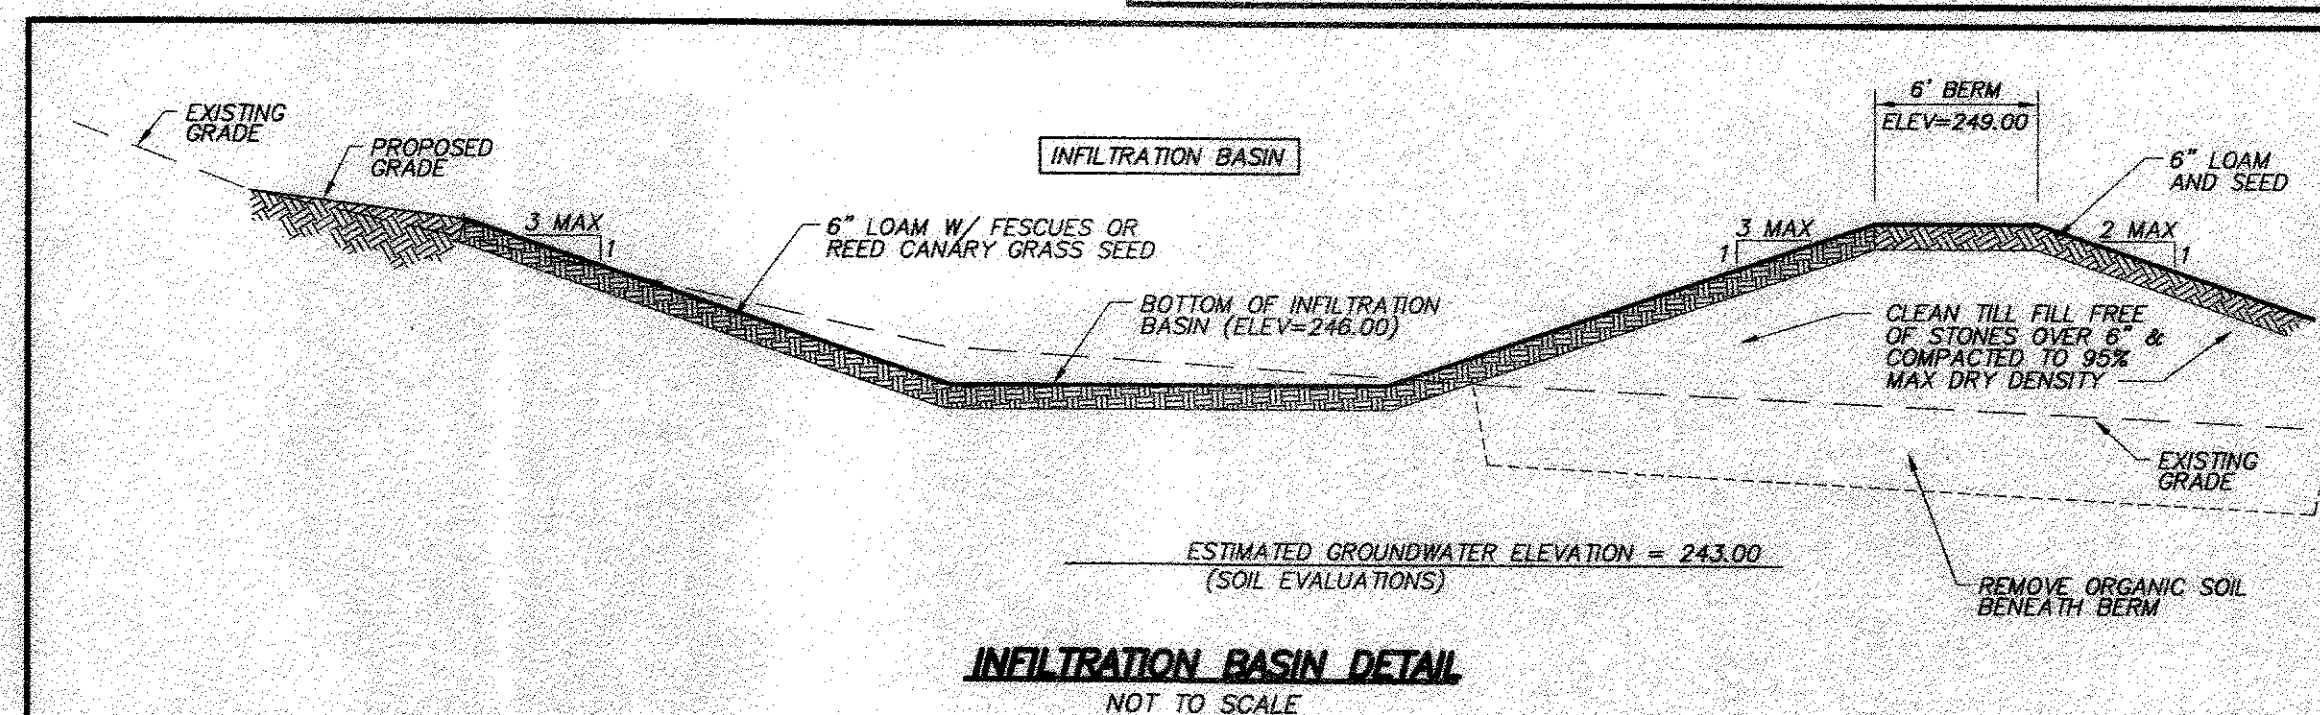 6' BERM
ELEV=249.00
EXISTING
GRADE
PROPOSED
GRADE
INFILTRATION BASIN
6" LOAM
AND SEED
3 MAX
1
6" LOAM W/ FESCUES OR
REED CANARY GRASS SEED
3 MAX
1
2 MAX
1
BOTTOM OF INFILTRATION
BASIN (ELEV=246.00)
CLEAN TILL FILL FREE
OF STONES OVER 6" &
COMPACTED TO 95%
MAX DRY DENSITY
EXISTING
GRADE
ESTIMATED GROUNDWATER ELEVATION = 243.00
(SOIL EVALUATIONS)
REMOVE ORGANIC SOIL
BENEATH BERM
INFILTRATION BASIN DETAIL
NOT TO SCALE